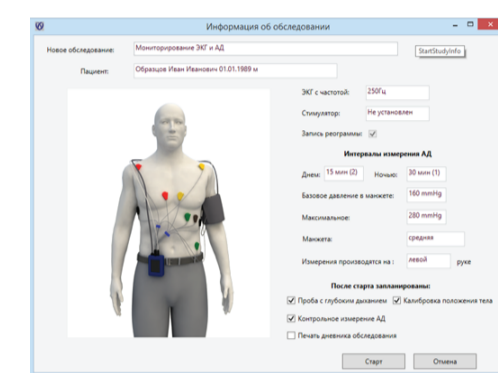 Информация об обследовании
Новое обследование: Мониторирование ЭКГ и АД
StartStudyInfo
Пациент: Образцов Иван Иванович 01.01.1989 м
ЭКГ с частотой: 250Гц
Стимулятор: Не установлен
Запись реограммы:
Интервалы измерения АД
Днем: 15 мин (2) Ночью: 30 мин (1)
Базовое давление в манжете: 160 mmHg
Максимальное: 280 mmHg
Манжета: средняя
Измерения производятся на : левой руке
После старта запланированы:
Проба с глубоким дыханием Калибровка положения тела
Контрольное измерение АД
Печать дневника обследования
Старт Отмена